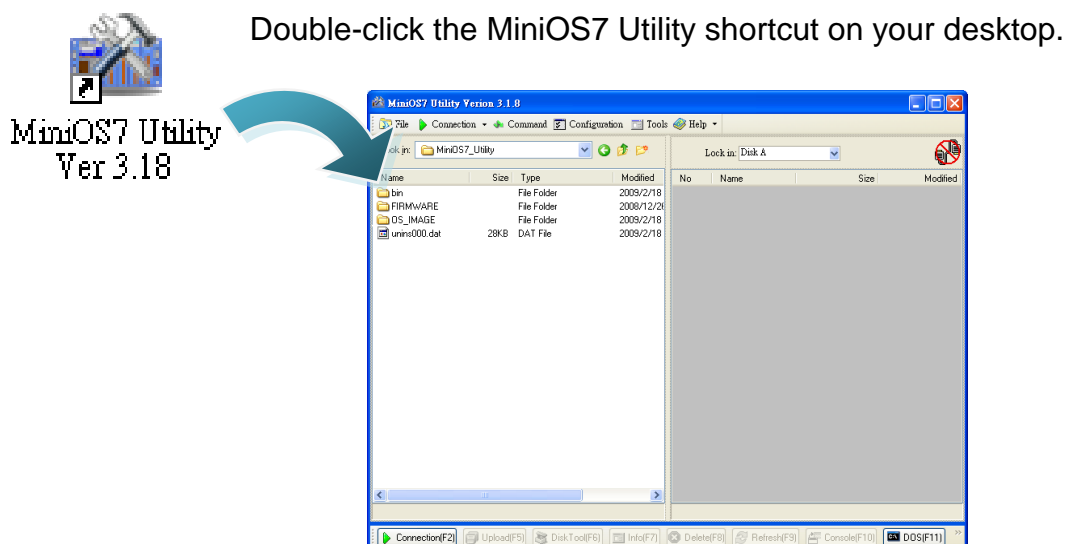 Double-click the MiniOS7 Utility shortcut on your desktop.
MiniOS7 Utility
Ver 3.18
MiniOS7 Utility Verion 3.1.8
File Connection Command Configuration Tools Help
in: MiniOS7_Utility
Lock in: Disk A
Name Size Type Modified
No Name Size Modified
bin File Folder 2009/2/18
FIRMWARE File Folder 2008/12/26
OS_IMAGE File Folder 2009/2/18
unins000.dat 28KB DAT File 2009/2/18
Connection(F2) Upload(F5) DiskTool(F6) Info(F7) Delete(F8) Refresh(F9) Console(F10) DOS(F11) »